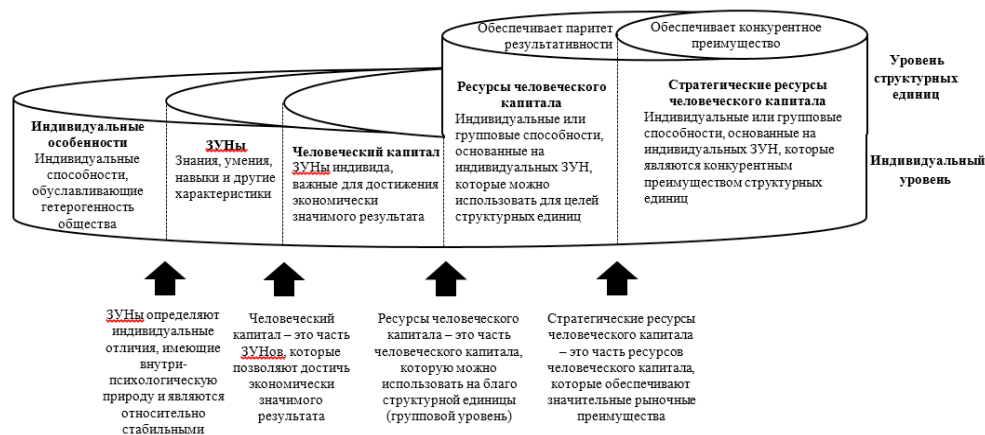 Обеспечивает паритет
результативности
Обеспечивает конкурентное
преимущество
Уровень
структурных
единиц
Индивидуальный
уровень
Индивидуальные
особенности
Индивидуальные
способности,
обуславливающие
гетерогенность
общества
ЗУНы
Знания, умения,
навыки и другие
характеристики
Человеческий капитал
ЗУНы индивида,
важные для достижения
экономически
значимого результата
Ресурсы человеческого
капитала
Индивидуальные или
групповые способности,
основанные на
индивидуальных ЗУН,
которые можно
использовать для целей
структурных единиц
Стратегические ресурсы
человеческого капитала
Индивидуальные или групповые
способности, основанные на
индивидуальных ЗУН, которые
являются конкурентным
преимуществом структурных
единиц
ЗУНы определяют
индивидуальные
отличия, имеющие
внутри-
психологическую
природу и являются
относительно
стабильными
Человеческий
капитал – это часть
ЗУНов, которые
позволяют достичь
экономически
значимого
результата
Ресурсы человеческого
капитала – это часть
человеческого капитала,
которую можно
использовать на благо
структурной единицы
(групповой уровень)
Стратегические ресурсы
человеческого капитала
– это часть ресурсов
человеческого капитала,
которые обеспечивают
значительные рыночные
преимущества